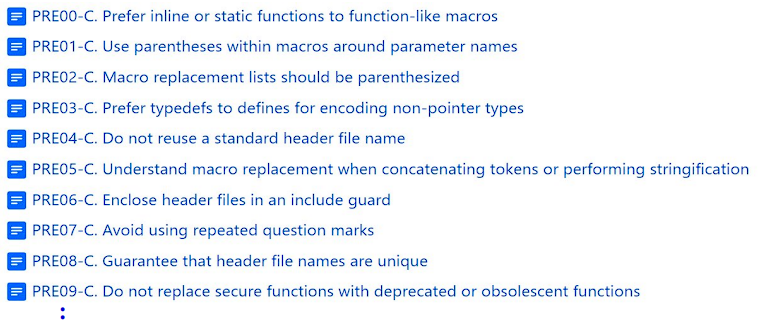 PRE00-C. Prefer inline or static functions to function-like macros
PRE01-C. Use parentheses within macros around parameter names
PRE02-C. Macro replacement lists should be parenthesized
PRE03-C. Prefer typedefs to defines for encoding non-pointer types
PRE04-C. Do not reuse a standard header file name
PRE05-C. Understand macro replacement when concatenating tokens or performing stringification
PRE06-C. Enclose header files in an include guard
PRE07-C. Avoid using repeated question marks
PRE08-C. Guarantee that header file names are unique
PRE09-C. Do not replace secure functions with deprecated or obsolescent functions
: